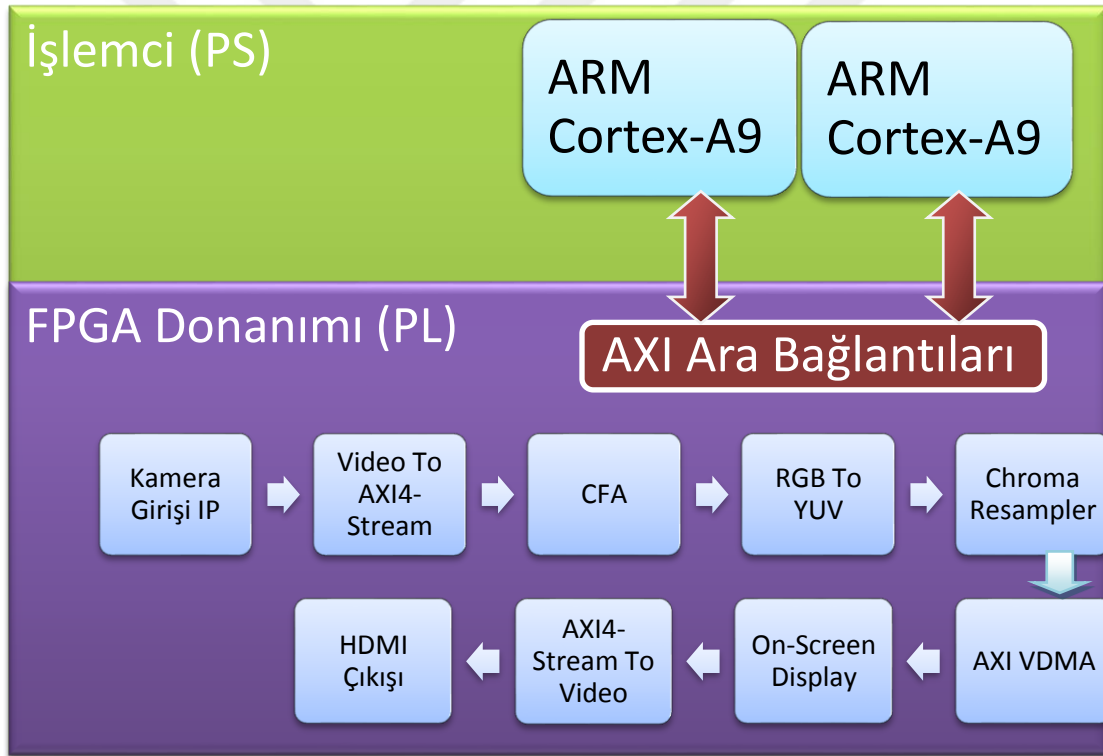 İşlemci (PS)
ARM
Cortex-A9
ARM
Cortex-A9
FPGA Donanımı (PL)
AXI Ara Bağlantıları
Kamera
Girişi IP
Video To
AXI4-
Stream
CFA
RGB To
YUV
Chroma
Resampler
HDMI
Çıkışı
AXI4-
Stream To
Video
On-Screen
Display
AXI VDMA